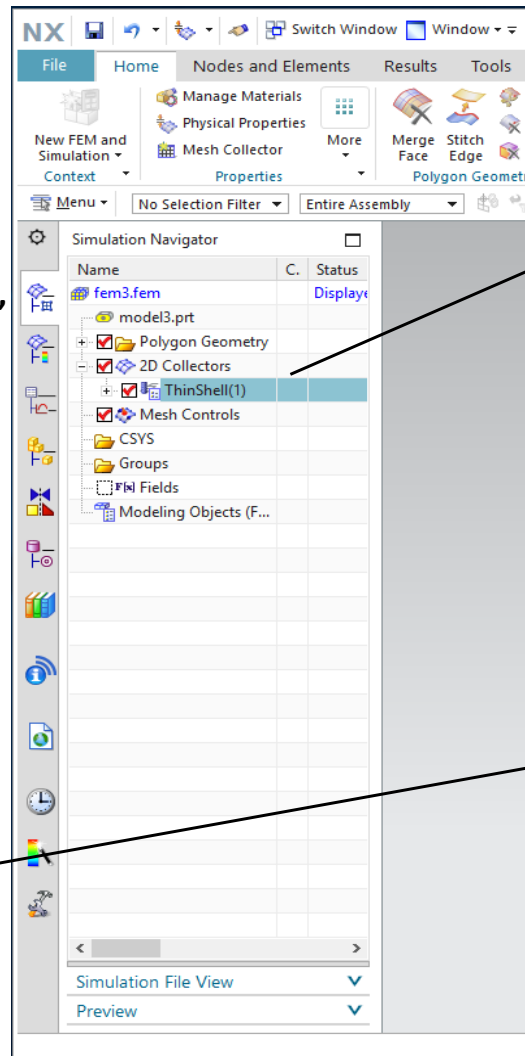 NX Switch Window Window
File Home Nodes and Elements Results Tools
New FEM and Simulation
Manage Materials
Physical Properties
Mesh Collector
More
Merge Face
Stitch Edge
Context Properties Polygon Geomet
Menu No Selection Filter Entire Assembly
Simulation Navigator
Name C. Status
fem3.fem Displaye
model3.prt
Polygon Geometry
2D Collectors
ThinShell(1)
Mesh Controls
CSYS
Groups
F(x) Fields
Modeling Objects (F...
Simulation File View
Preview